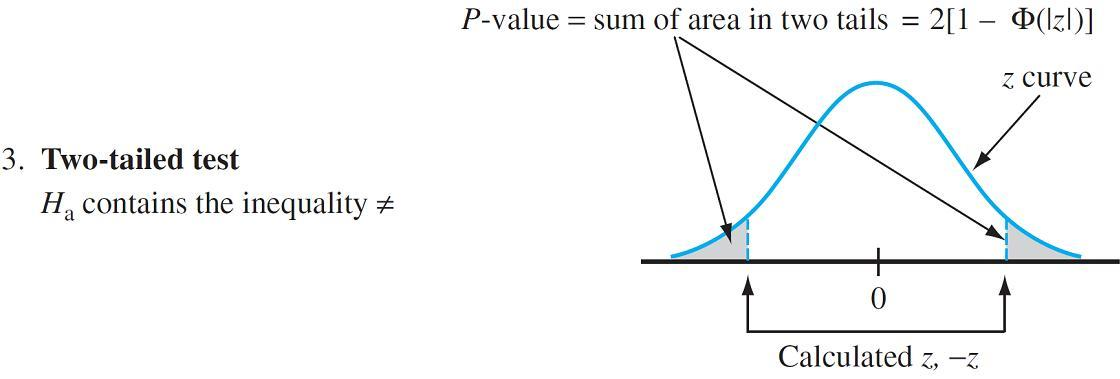 P-value = sum of area in two tails = 2[1 – Φ(|z|)]
z curve
3. Two-tailed test
Hₐ contains the inequality ≠
0
Calculated z, −z